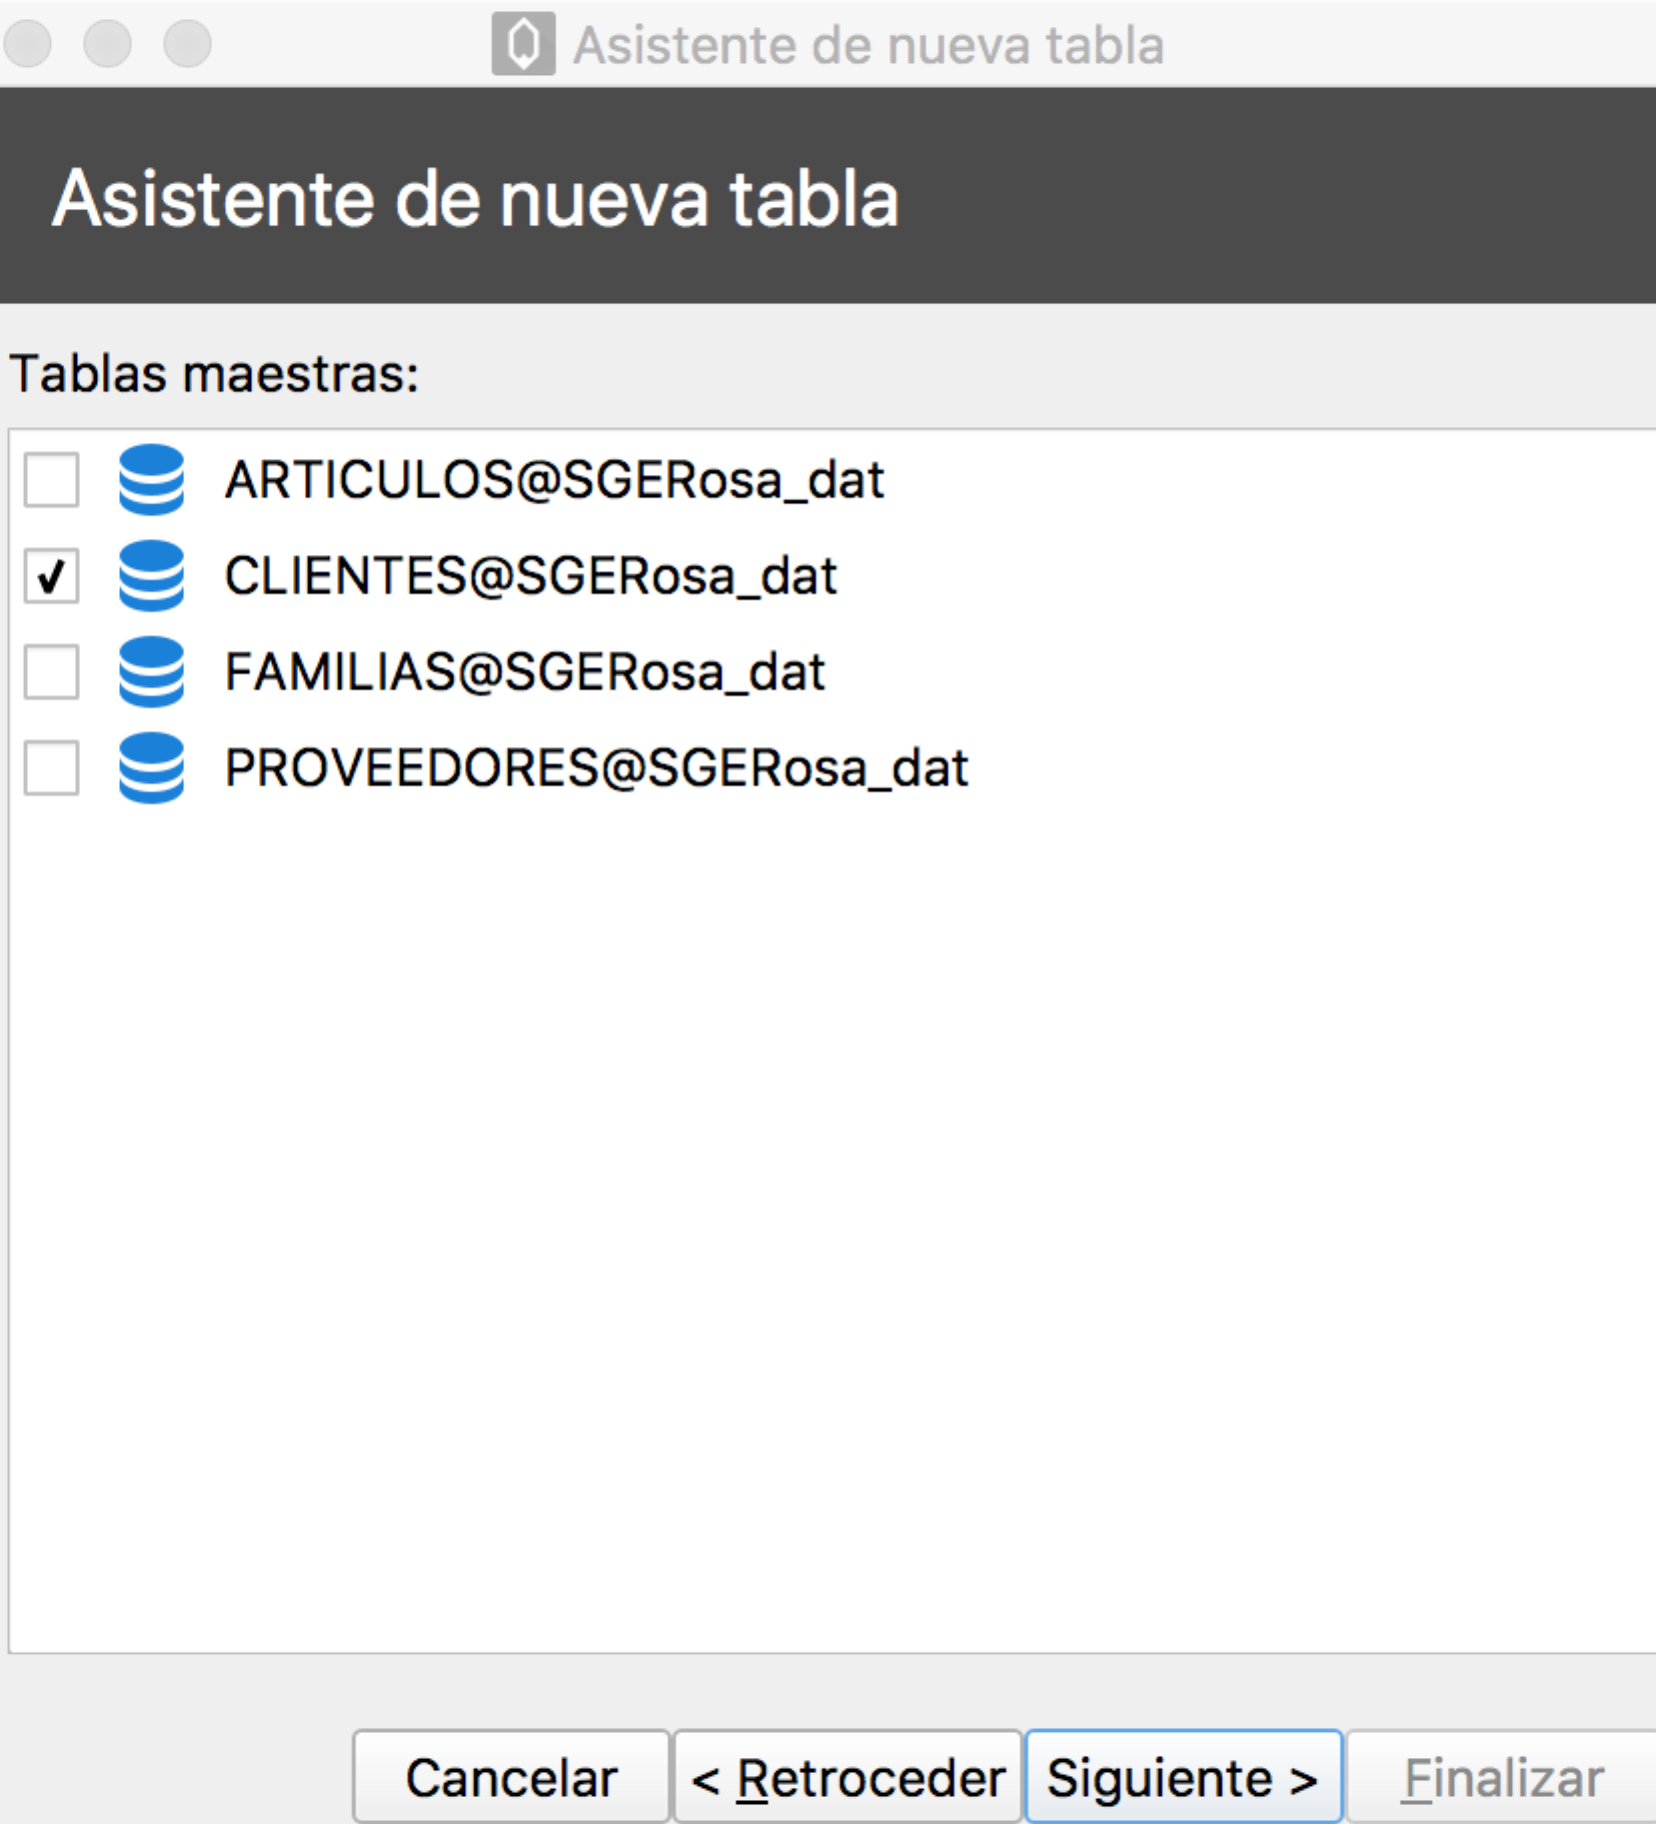 Asistente de nueva tabla
Asistente de nueva tabla
Tablas maestras:
ARTICULOS@SGERosa_dat
CLIENTES@SGERosa_dat
FAMILIAS@SGERosa_dat
PROVEEDORES@SGERosa_dat
Cancelar < Retroceder Siguiente > Finalizar